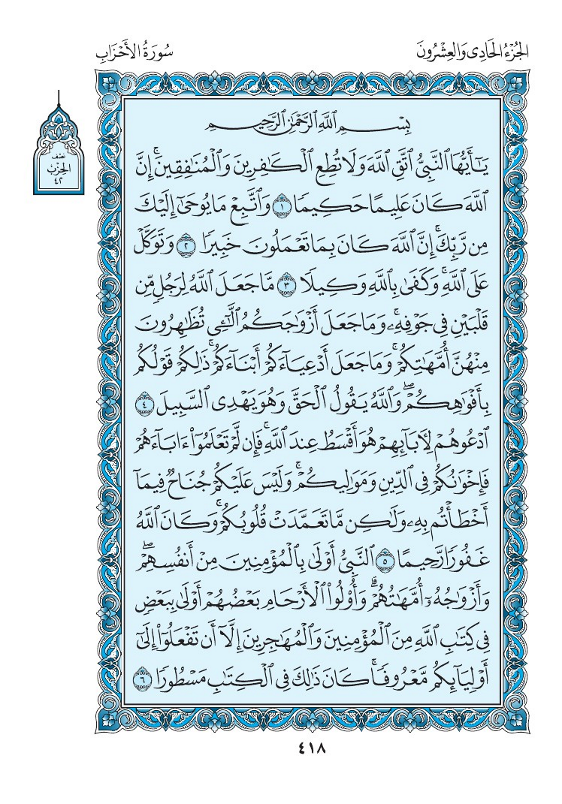 الجُزْءُ الحَادِي وَالعِشْرُونَ
سُورَةُ الأَحْزَابِ
نصف
الحزب
٤٢
بِسْمِ ٱللَّهِ ٱلرَّحْمَٰنِ ٱلرَّحِيمِ
يَٰٓأَيُّهَا ٱلنَّبِيُّ ٱتَّقِ ٱللَّهَ وَلَا تُطِعِ ٱلْكَٰفِرِينَ وَٱلْمُنَٰفِقِينَۚ إِنَّ
ٱللَّهَ كَانَ عَلِيمًا حَكِيمٗا ١ وَٱتَّبِعْ مَا يُوحَىٰٓ إِلَيْكَ
مِن رَّبِّكَۚ إِنَّ ٱللَّهَ كَانَ بِمَا تَعْمَلُونَ خَبِيرٗا ٢ وَتَوَكَّلْ
عَلَى ٱللَّهِۚ وَكَفَىٰ بِٱللَّهِ وَكِيلٗا ٣ مَّا جَعَلَ ٱللَّهُ لِرَجُلٖ مِّن
قَلْبَيْنِ فِي جَوْفِهِۦۚ وَمَا جَعَلَ أَزْوَٰجَكُمُ ٱلَّٰٓـِٔي تُظَٰهِرُونَ
مِنْهُنَّ أُمَّهَٰتِكُمْۚ وَمَا جَعَلَ أَدْعِيَآءَكُمْ أَبْنَآءَكُمْۚ ذَٰلِكُمْ قَوْلُكُم
بِأَفْوَٰهِكُمْۖ وَٱللَّهُ يَقُولُ ٱلْحَقَّ وَهُوَ يَهْدِي ٱلسَّبِيلَ ٤
ٱدْعُوهُمْ لِأٓبَآئِهِمْ هُوَ أَقْسَطُ عِندَ ٱللَّهِۚ فَإِن لَّمْ تَعْلَمُوٓا۟ ءَابَآءَهُمْ
فَإِخْوَٰنُكُمْ فِي ٱلدِّينِ وَمَوَٰلِيكُمْۚ وَلَيْسَ عَلَيْكُمْ جُنَاحٞ فِيمَآ
أَخْطَأْتُم بِهِۦ وَلَٰكِن مَّا تَعَمَّدَتْ قُلُوبُكُمْۚ وَكَانَ ٱللَّهُ
غَفُورٗا رَّحِيمًا ٥ ٱلنَّبِيُّ أَوْلَىٰ بِٱلْمُؤْمِنِينَ مِنْ أَنفُسِهِمْۖ
وَأَزْوَٰجُهُۥٓ أُمَّهَٰتُهُمْۗ وَأُو۟لُوا۟ ٱلْأَرْحَامِ بَعْضُهُمْ أَوْلَىٰ بِبَعْضٖ
فِي كِتَٰبِ ٱللَّهِ مِنَ ٱلْمُؤْمِنِينَ وَٱلْمُهَٰجِرِينَ إِلَّآ أَن تَفْعَلُوٓا۟ إِلَىٰٓ
أَوْلِيَآئِكُم مَّعْرُوفٗاۚ كَانَ ذَٰلِكَ فِي ٱلْكِتَٰبِ مَسْطُورٗا ٦
٤١٨